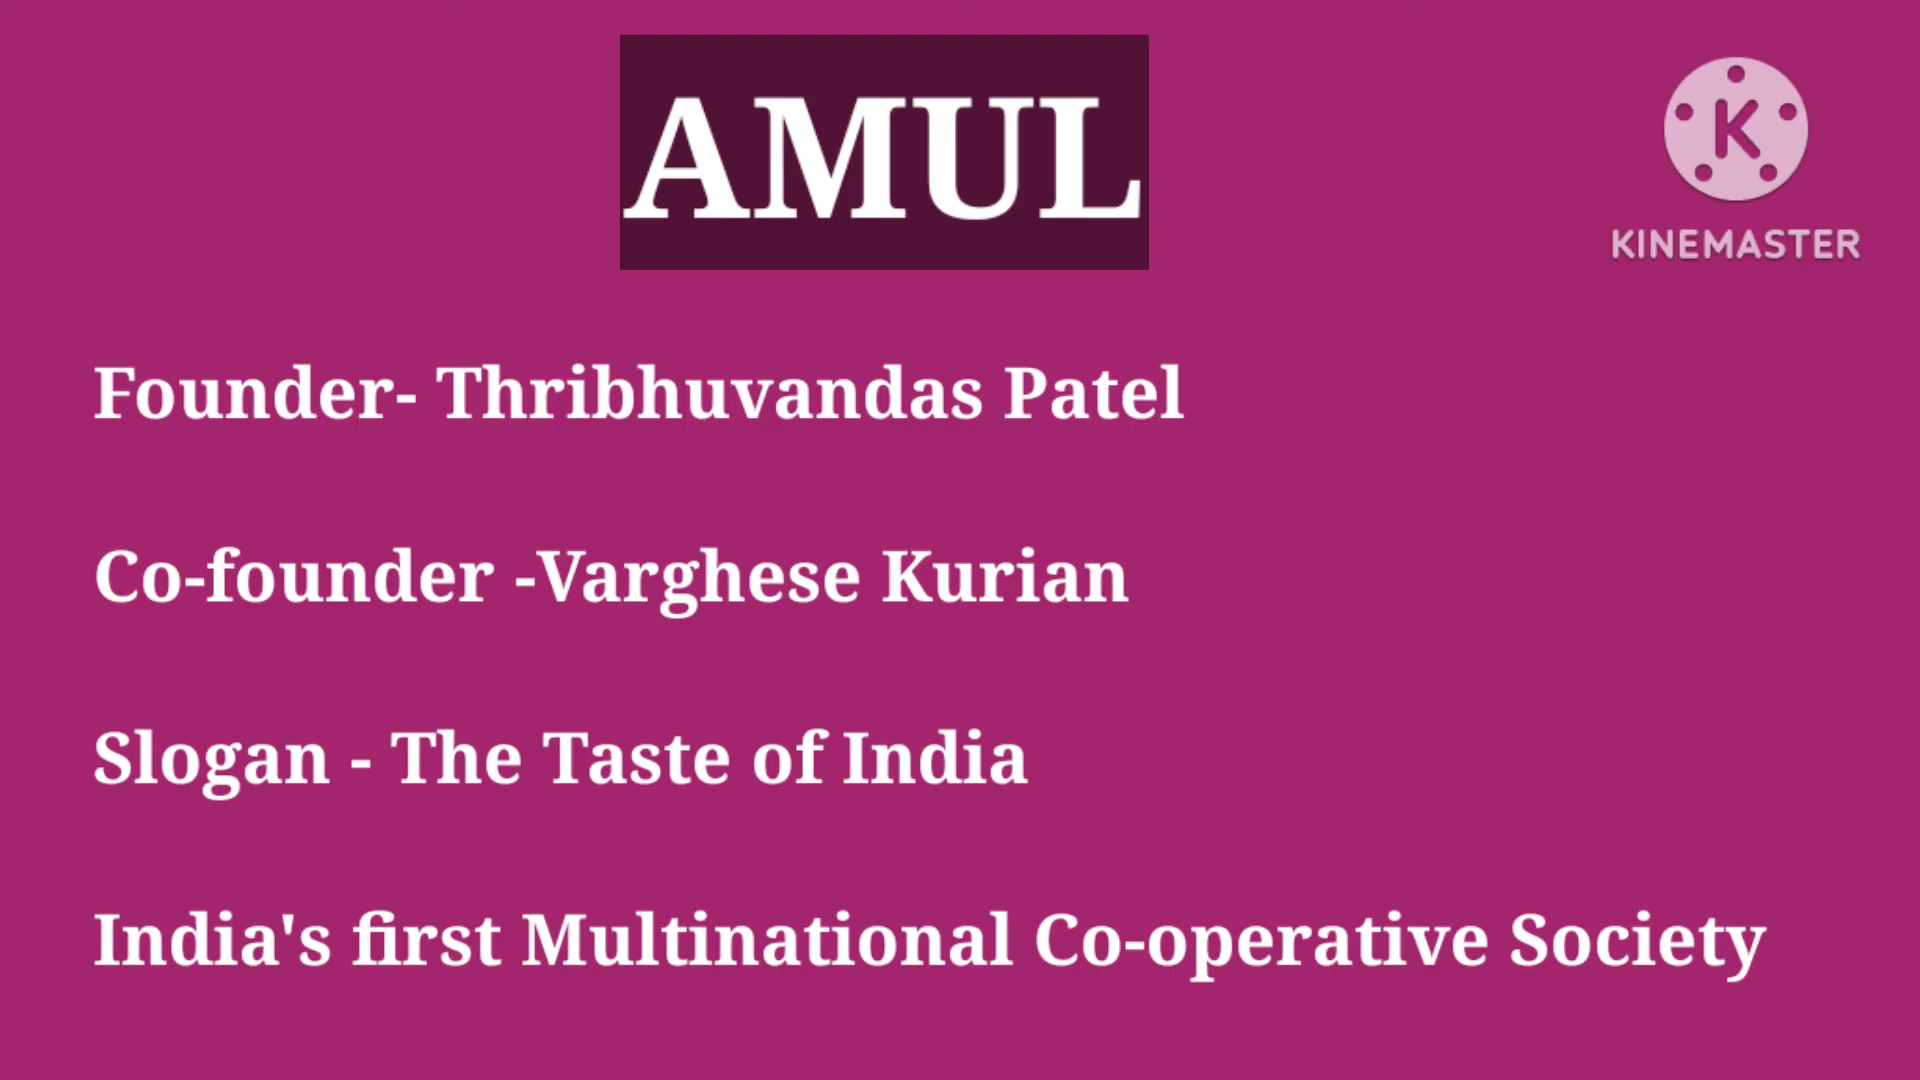 AMUL
K
KINEMASTER
Founder- Thribhuvandas Patel
Co-founder -Varghese Kurian
Slogan - The Taste of India
India's first Multinational Co-operative Society